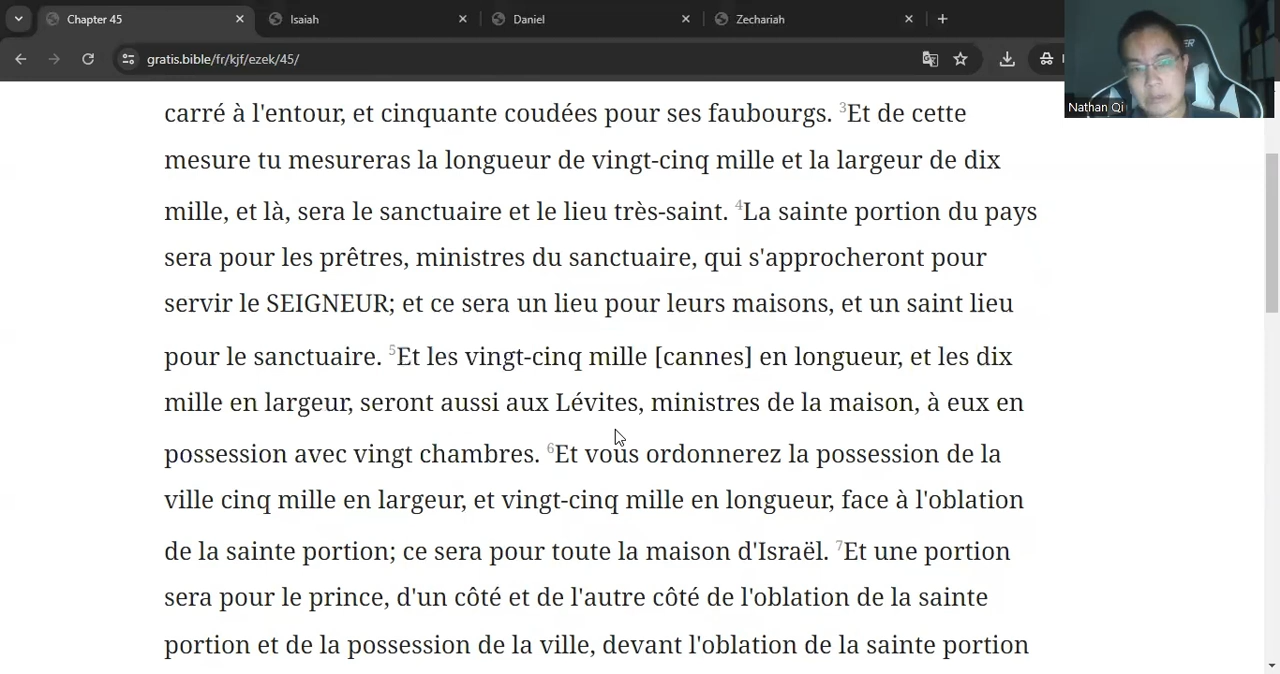 Chapter 45
Isaiah
Daniel
Zechariah
gratis.bible/fr/kjf/ezek/45/
Nathan Qi
carré à l'entour, et cinquante coudées pour ses faubourgs. 3Et de cette
mesure tu mesureras la longueur de vingt-cinq mille et la largeur de dix
mille, et là, sera le sanctuaire et le lieu très-saint. 4La sainte portion du pays
sera pour les prêtres, ministres du sanctuaire, qui s'approcheront pour
servir le SEIGNEUR; et ce sera un lieu pour leurs maisons, et un saint lieu
pour le sanctuaire. 5Et les vingt-cinq mille [cannes] en longueur, et les dix
mille en largeur, seront aussi aux Lévites, ministres de la maison, à eux en
possession avec vingt chambres. 6Et vous ordonnerez la possession de la
ville cinq mille en largeur, et vingt-cinq mille en longueur, face à l'oblation
de la sainte portion; ce sera pour toute la maison d'Israël. 7Et une portion
sera pour le prince, d'un côté et de l'autre côté de l'oblation de la sainte
portion et de la possession de la ville, devant l'oblation de la sainte portion